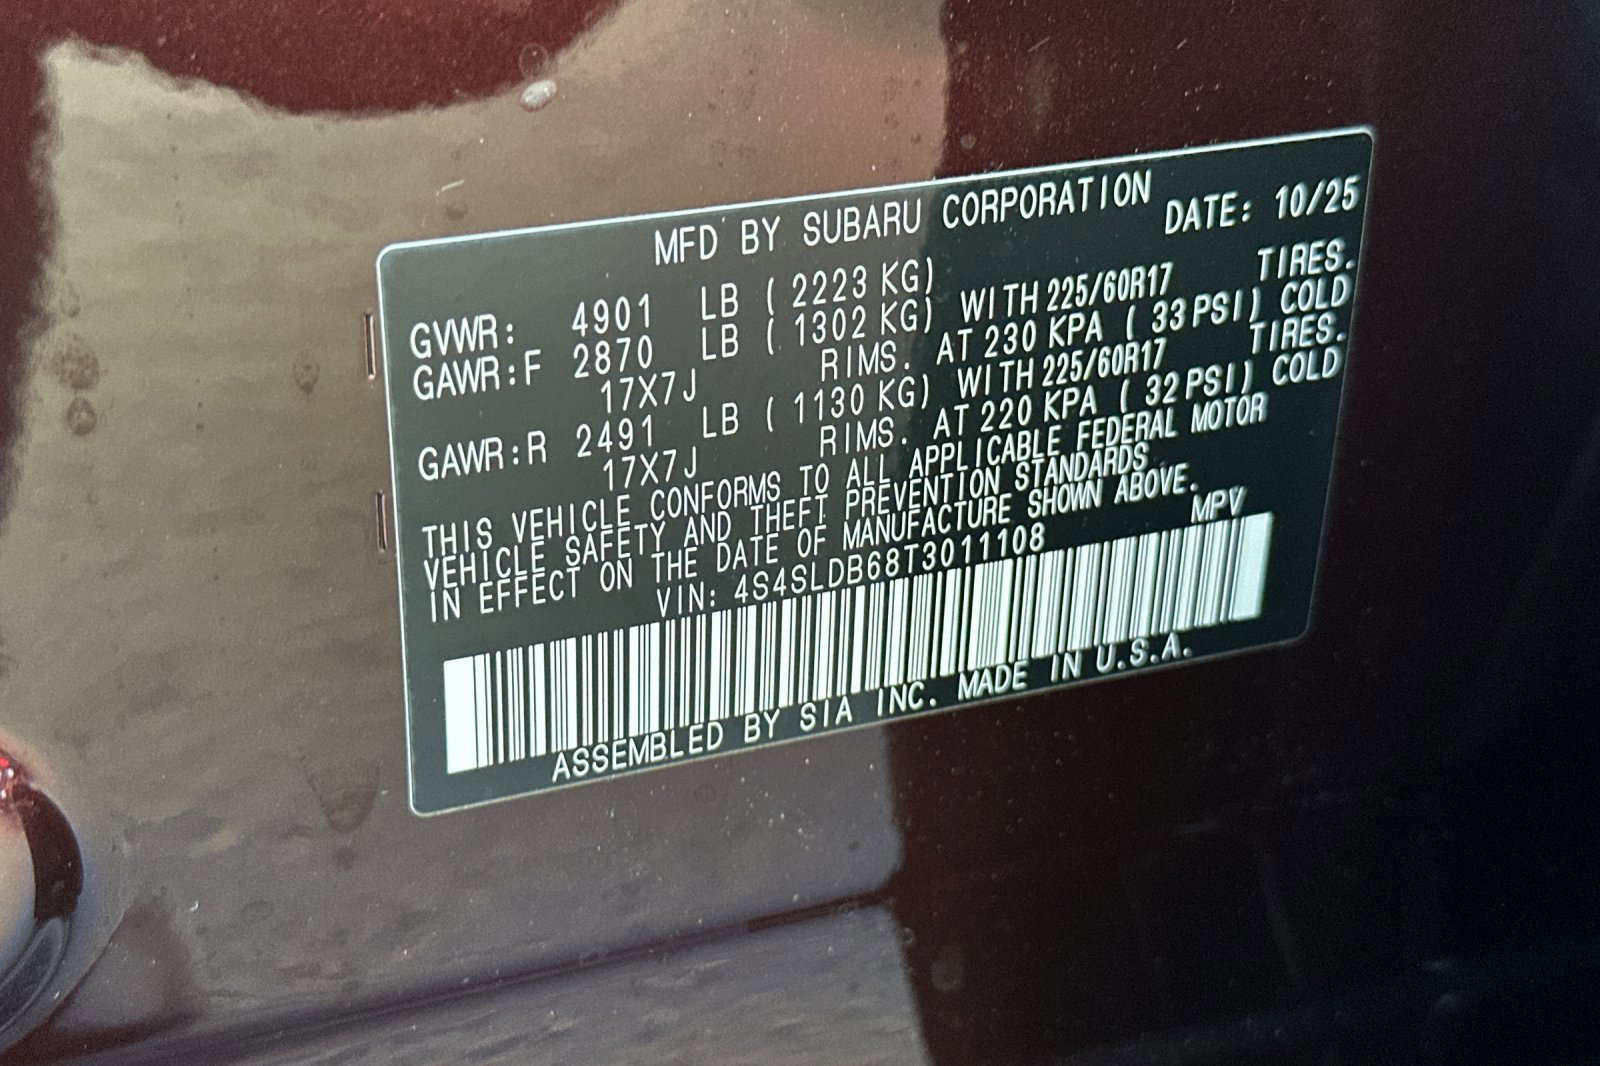 MFD BY SUBARU CORPORATION DATE: 10/25
GVWR: 4901 LB ( 2223 KG)
GAWR:F 2870 LB ( 1302 KG) WITH 225/60R17 TIRES.
17X7J RIMS. AT 230 KPA ( 33 PSI) COLD
GAWR:R 2491 LB ( 1130 KG) WITH 225/60R17 TIRES.
17X7J RIMS. AT 220 KPA ( 32 PSI) COLD
THIS VEHICLE CONFORMS TO ALL APPLICABLE FEDERAL MOTOR
VEHICLE SAFETY AND THEFT PREVENTION STANDARDS
IN EFFECT ON THE DATE OF MANUFACTURE SHOWN ABOVE.
VIN: 4S4SLDB68T3011108 MPV
ASSEMBLED BY SIA INC. MADE IN U.S.A.